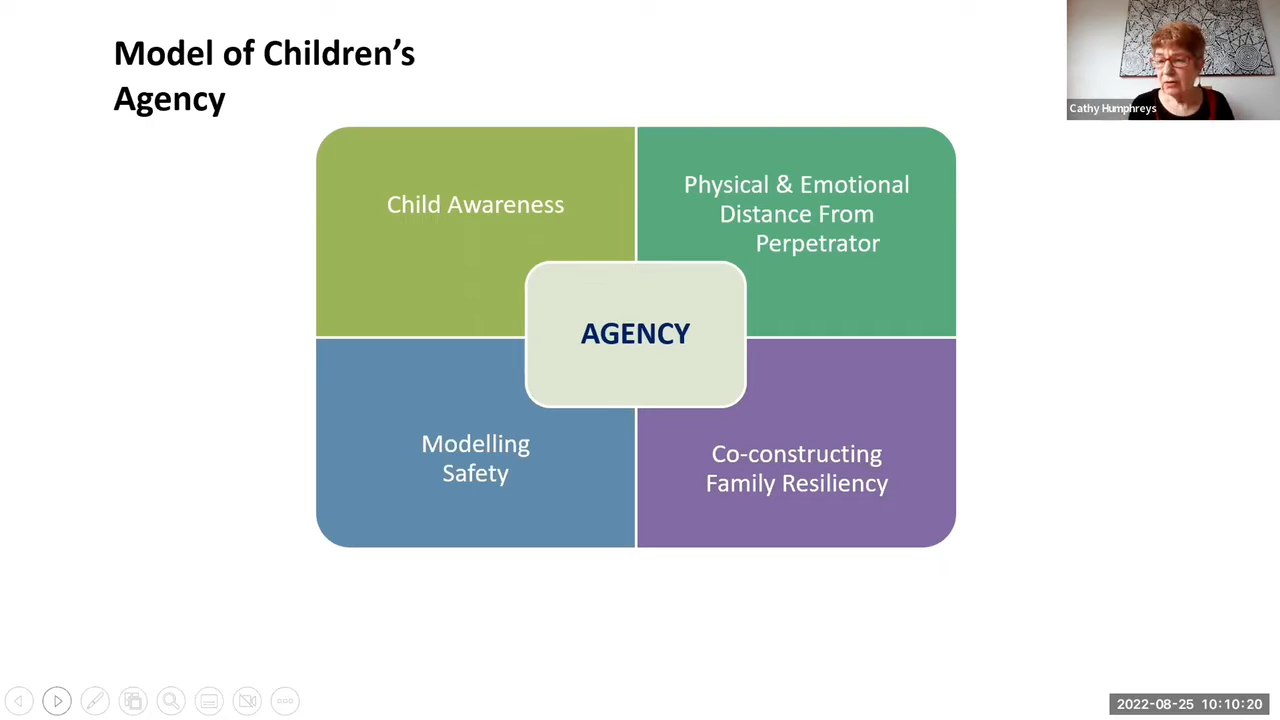 Model of Children’s
Agency
Cathy Humphreys
Child Awareness
Physical & Emotional
Distance From
Perpetrator
AGENCY
Modelling
Safety
Co-constructing
Family Resiliency
2022-08-25 10:10:20